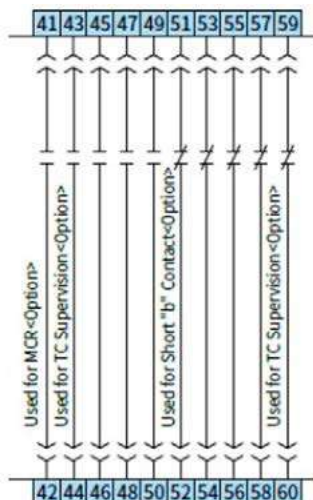 41 43 45 47 49 51 53 55 57 59
Used for MCR<Option>
Used for TC Supervision<Option>
Used for Short "b" Contact<Option>
Used for TC Supervision<Option>
42 44 46 48 50 52 54 56 58 60